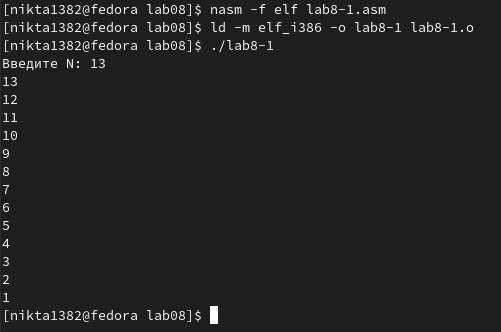 [nikta1382@fedora lab08]$ nasm -f elf lab8-1.asm
[nikta1382@fedora lab08]$ ld -m elf_i386 -o lab8-1 lab8-1.o
[nikta1382@fedora lab08]$ ./lab8-1
Введите N: 13
13
12
11
10
9
8
7
6
5
4
3
2
1
[nikta1382@fedora lab08]$